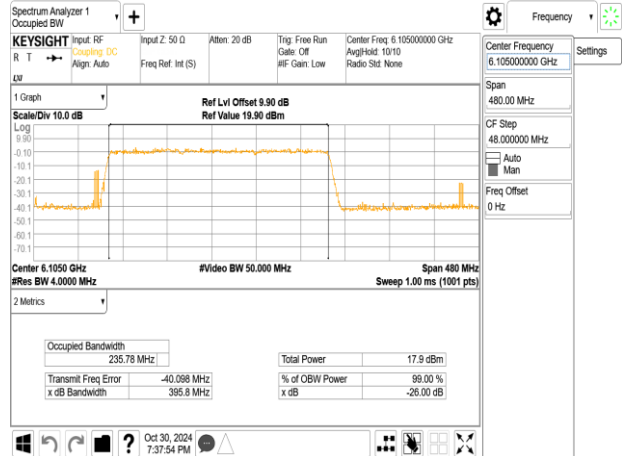 Spectrum Analyzer 1
Occupied BW
+
Frequency
KEYSIGHT
R T
LXI
Input: RF
Coupling: DC
Align: Auto
Input Z: 50 Ω
Freq Ref: Int (S)
Atten: 20 dB
Trig: Free Run
Gate: Off
#IF Gain: Low
Center Freq: 6.105000000 GHz
Avg|Hold: 10/10
Radio Std: None
Center Frequency
6.105000000 GHz
Settings
Span
480.00 MHz
CF Step
48.000000 MHz
Auto
Man
Freq Offset
0 Hz
1 Graph
Scale/Div 10.0 dB
Ref Lvl Offset 9.90 dB
Ref Value 19.90 dBm
Log
9.90
-0.10
-10.1
-20.1
-30.1
-40.1
-50.1
-60.1
-70.1
Center 6.1050 GHz
#Video BW 50.000 MHz
Span 480 MHz
#Res BW 4.0000 MHz
Sweep 1.00 ms (1001 pts)
2 Metrics
Occupied Bandwidth
235.78 MHz
Total Power 17.9 dBm
Transmit Freq Error -40.098 MHz
% of OBW Power 99.00 %
x dB Bandwidth 395.8 MHz
x dB -26.00 dB
?
Oct 30, 2024
7:37:54 PM